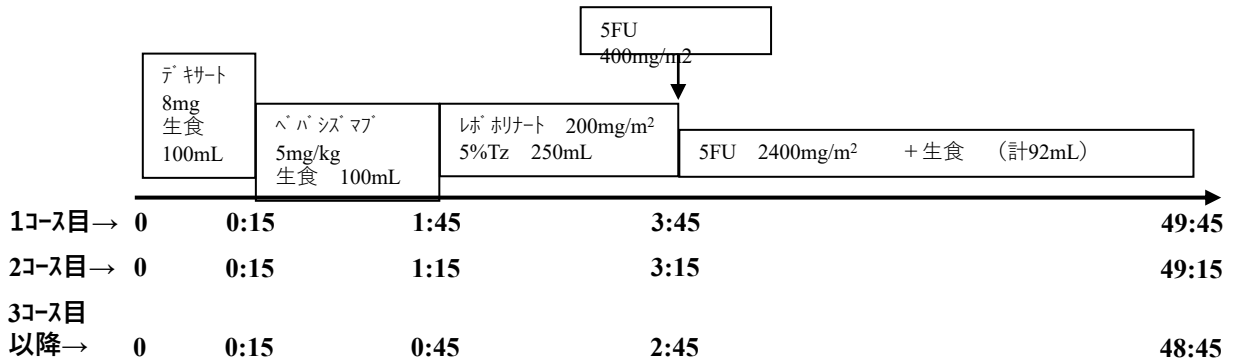 5FU
400mg/m2
ﾃﾞｷｻｰﾄ
8mg
生食
100mL
ﾍﾞﾊﾞｼｽﾞﾏﾌﾞ
5mg/kg
生食　100mL
ﾚﾎﾞﾎﾘﾅｰﾄ　200mg/m²
5%Tz　250mL
5FU　2400mg/m²　　＋生食　（計92mL）
1ｺｰｽ目→ 0 0:15 1:45 3:45 49:45
2ｺｰｽ目→ 0 0:15 1:15 3:15 49:15
3ｺｰｽ目
以降→ 0 0:15 0:45 2:45 48:45